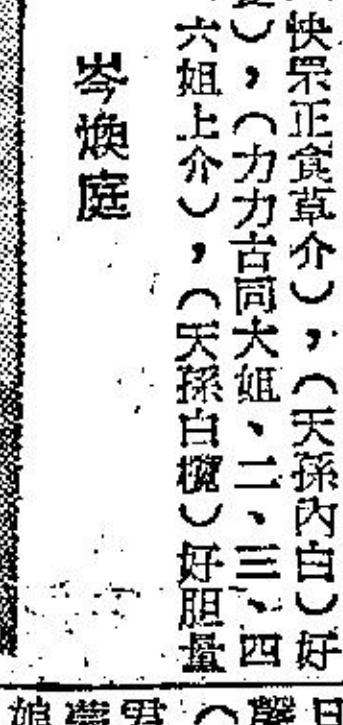 快眾正食草介），（天孫內白）好
），（力力古同大姐、二、三、四
六姐上介），（天孫白欖）好胆量
岑煥庭